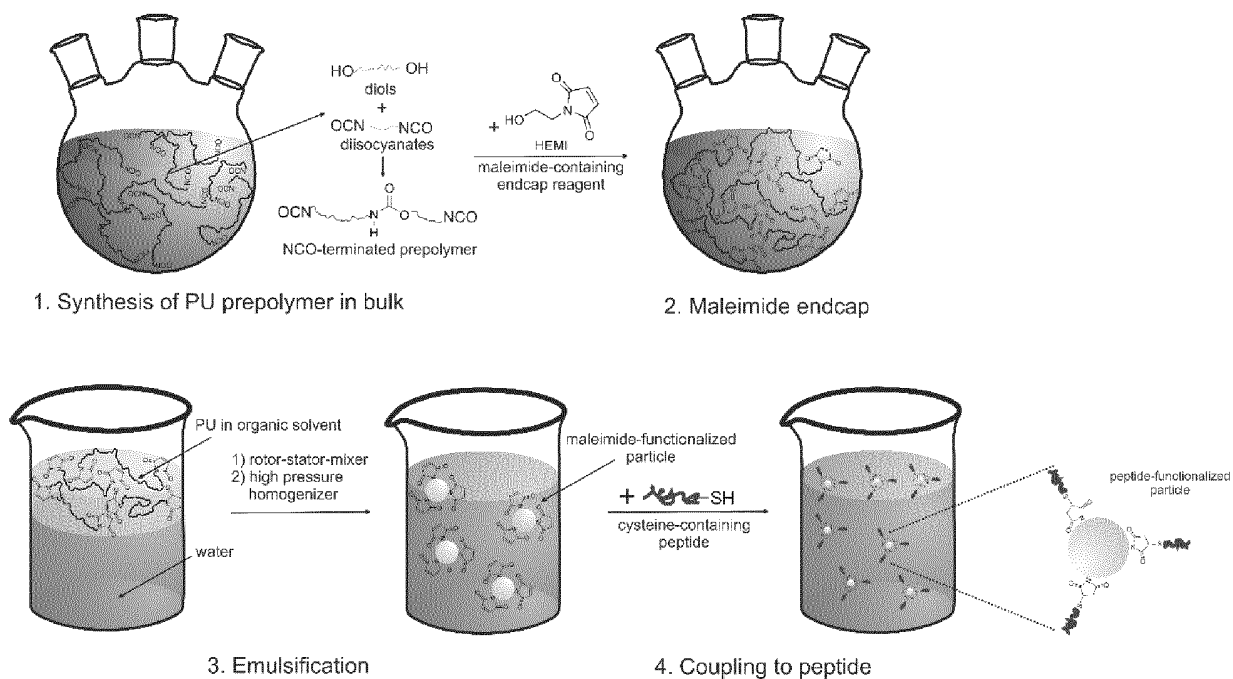 HO OH
diols
+
OCN NCO
diisocyanates
OCN N O NCO
O
H
NCO-terminated prepolymer
+ HO N O
O
HEMI
maleimide-containing
endcap reagent
1. Synthesis of PU prepolymer in bulk
2. Maleimide endcap
PU in organic solvent
1) rotor-stator-mixer
2) high pressure
homogenizer
water
maleimide-functionalized
particle
+ SH
cysteine-containing
peptide
peptide-functionalized
particle
3. Emulsification
4. Coupling to peptide